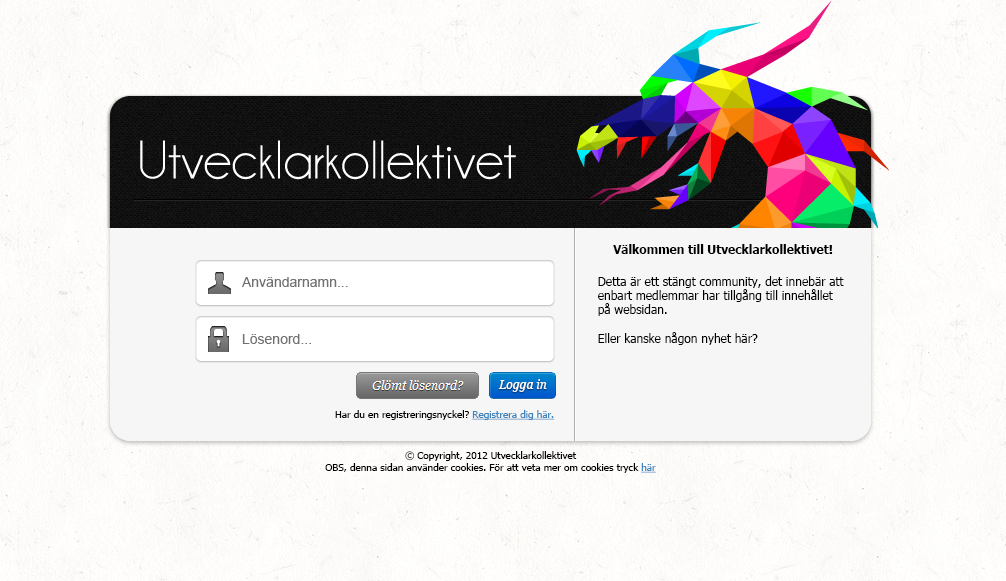 Utvecklarkollektivet
Användarnamn...
Lösenord...
Glömt lösenord?
Logga in
Har du en registreringsnyckel? Registrera dig här.
Välkommen till Utvecklarkollektivet!
Detta är ett stängt community, det innebär att
enbart medlemmar har tillgång till innehållet
på websidan.
Eller kanske någon nyhet här?
© Copyright, 2012 Utvecklarkollektivet
OBS, denna sidan använder cookies. För att veta mer om cookies tryck här